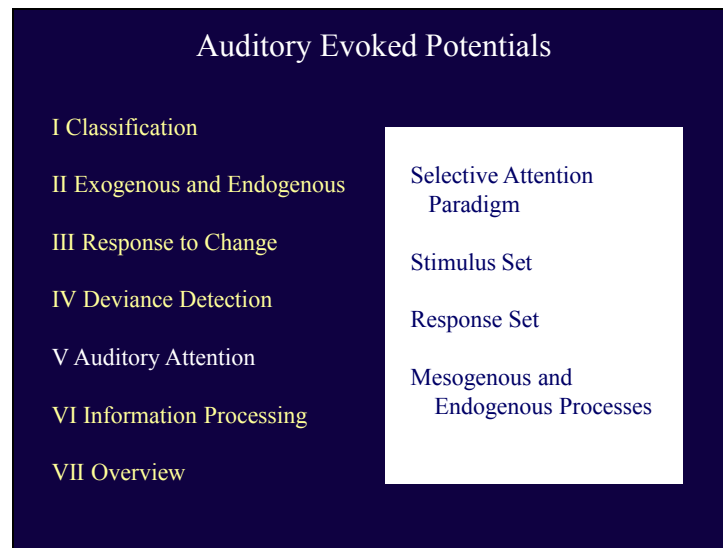 Auditory Evoked Potentials
I Classification
II Exogenous and Endogenous
III Response to Change
IV Deviance Detection
V Auditory Attention
VI Information Processing
VII Overview
Selective Attention
Paradigm
Stimulus Set
Response Set
Mesogenous and
Endogenous Processes